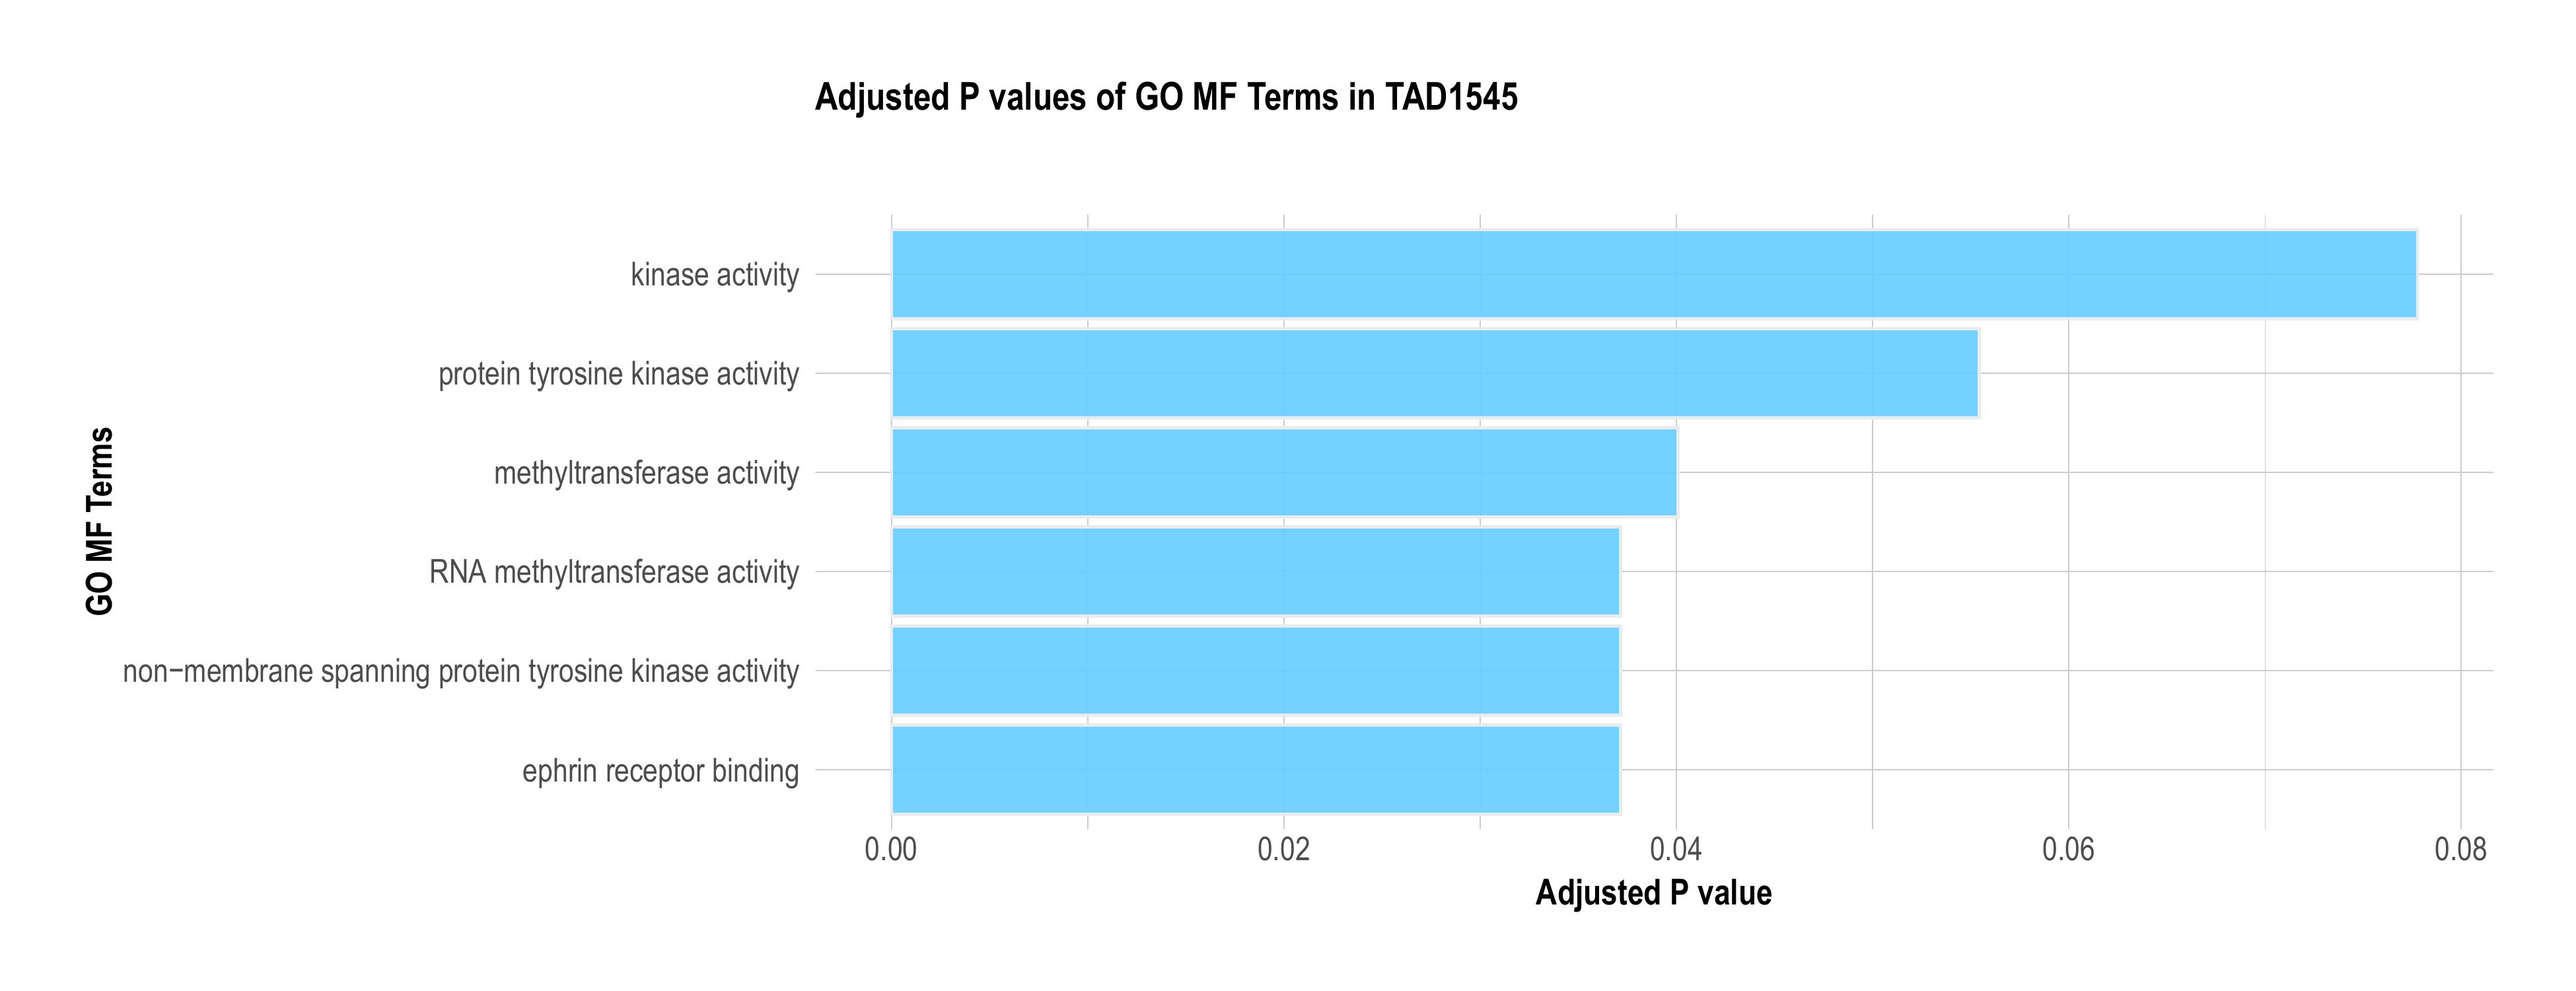 Adjusted P values of GO MF Terms in TAD1545
GO MF Terms
kinase activity
protein tyrosine kinase activity
methyltransferase activity
RNA methyltransferase activity
non−membrane spanning protein tyrosine kinase activity
ephrin receptor binding
0.00 0.02 0.04 0.06 0.08
Adjusted P value